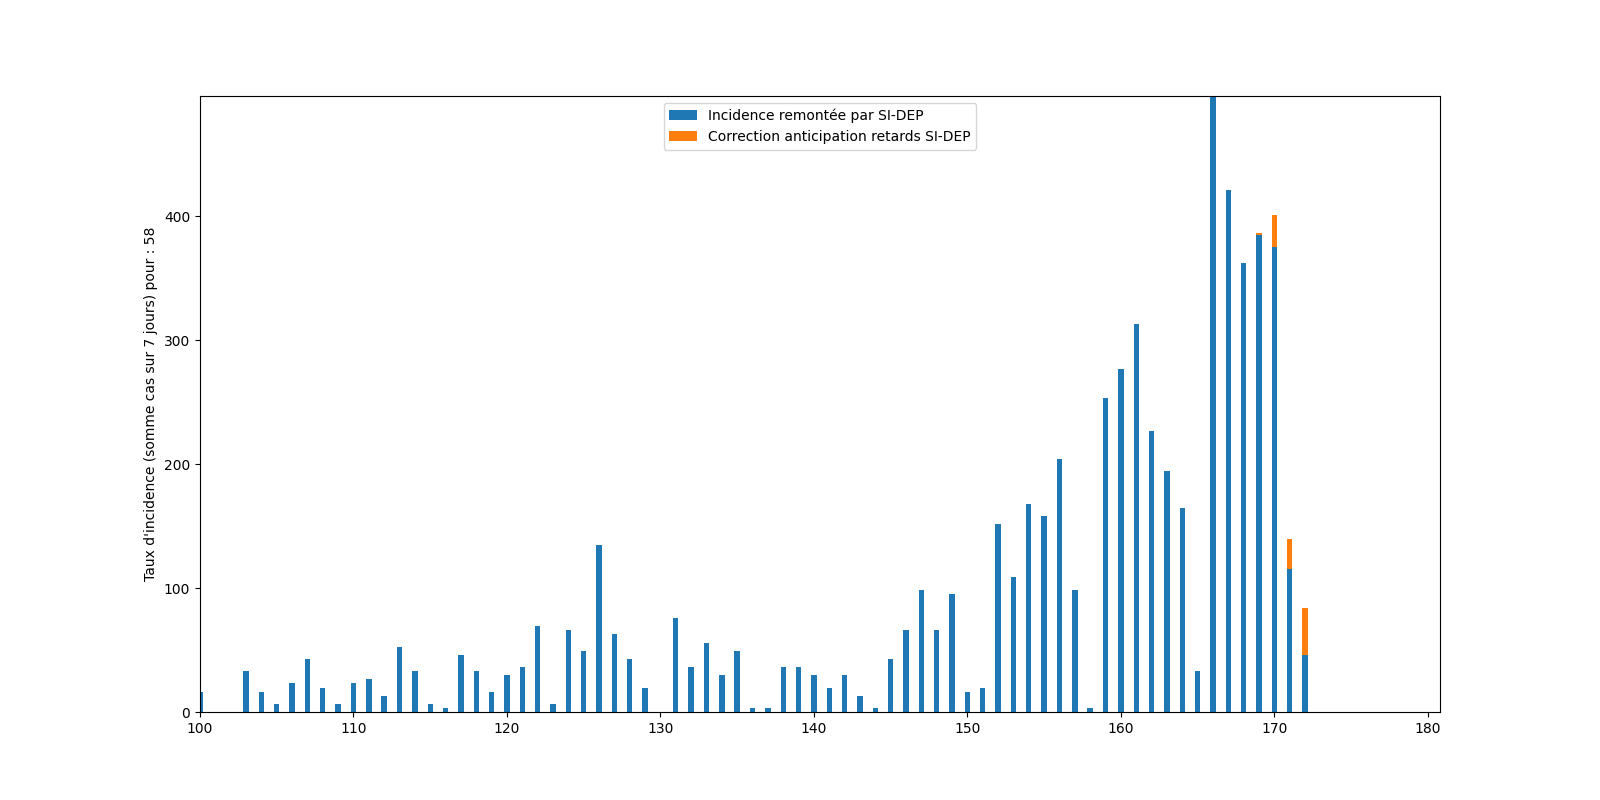 Incidence remontée par SI-DEP
Correction anticipation retards SI-DEP
Taux d'incidence (somme cas sur 7 jours) pour : 58
400
300
200
100
0
100 110 120 130 140 150 160 170 180